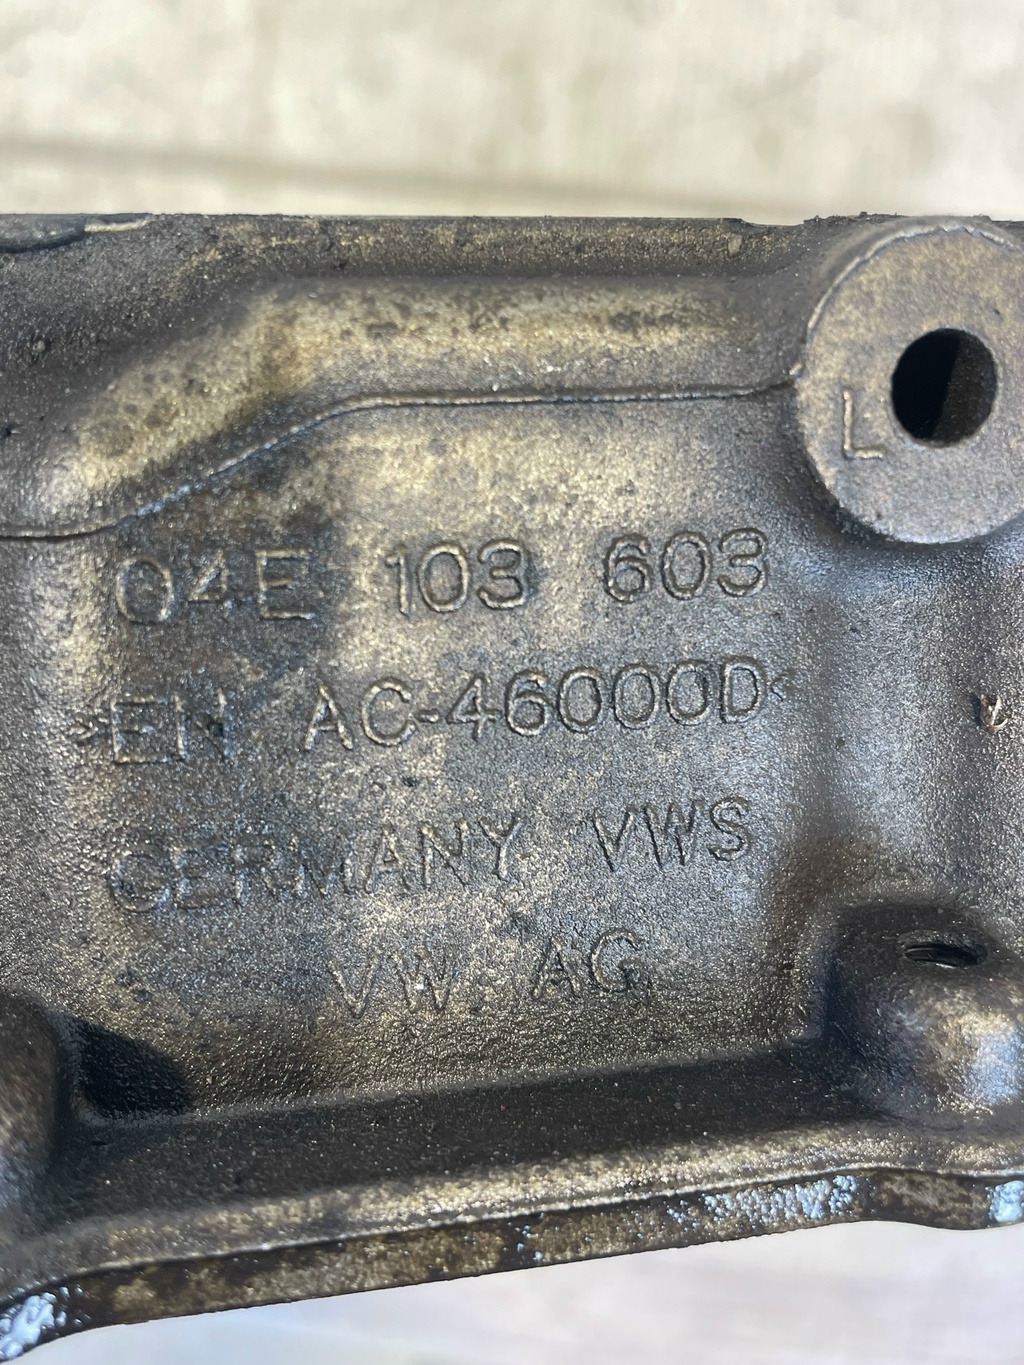 L
04E 103 603
>EN AC-46000D<
GERMANY VWS
VW AG